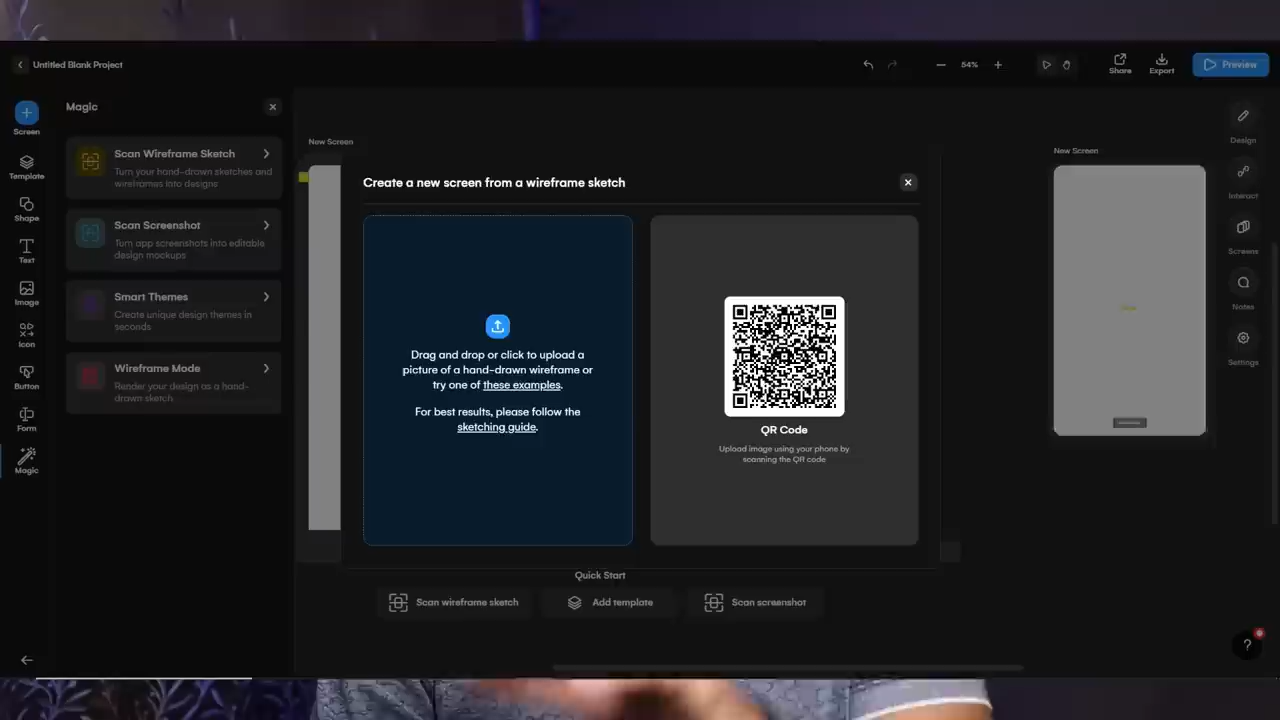 Untitled Blank Project
54%
Share
Export
Preview
Screen
Template
Shape
Text
Image
Icon
Button
Form
Magic
Magic
Scan Wireframe Sketch
Turn your hand-drawn sketches and
wireframes into designs
Scan Screenshot
Turn app screenshots into editable
design mockups
Smart Themes
Create unique design themes in
seconds
Wireframe Mode
Render your design as a hand-
drawn sketch
New Screen
Create a new screen from a wireframe sketch
Drag and drop or click to upload a
picture of a hand-drawn wireframe or
try one of these examples.
For best results, please follow the
sketching guide.
QR Code
Upload image using your phone by
scanning the QR code
Quick Start
Scan wireframe sketch
Add template
Scan screenshot
New Screen
Design
Interact
Screens
Notes
Settings
?